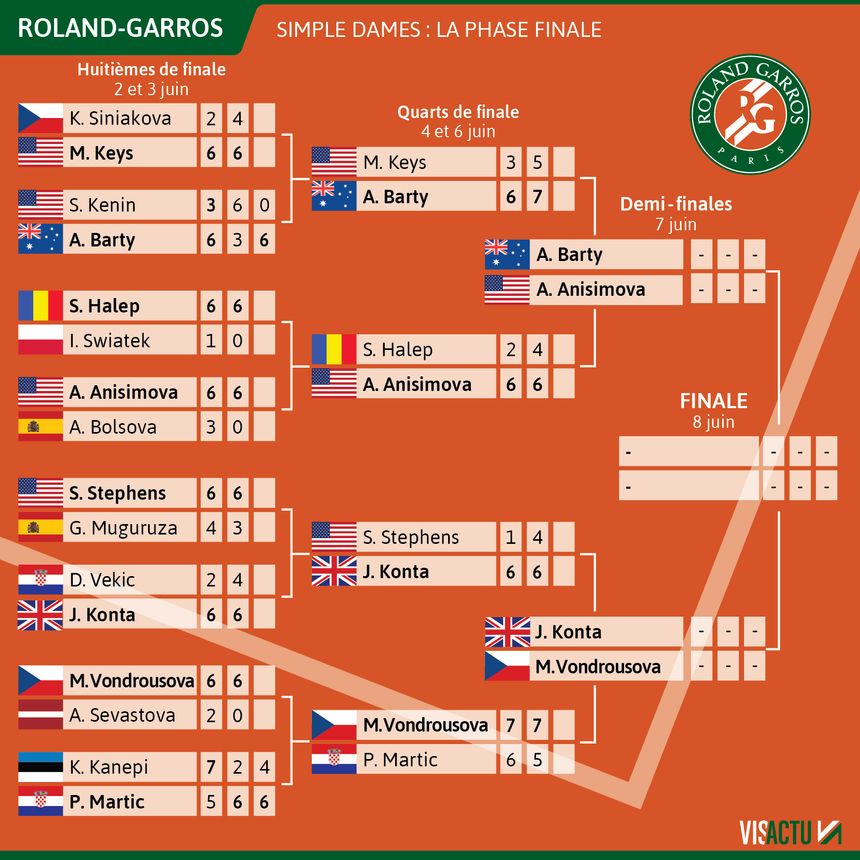 ROLAND-GARROS
SIMPLE DAMES : LA PHASE FINALE
ROLAND GARROS
RG
PARIS
Huitièmes de finale
2 et 3 juin
K. Siniakova 2 4
M. Keys 6 6
S. Kenin 3 6 0
A. Barty 6 3 6
S. Halep 6 6
I. Swiatek 1 0
A. Anisimova 6 6
A. Bolsova 3 0
S. Stephens 6 6
G. Muguruza 4 3
D. Vekic 2 4
J. Konta 6 6
M.Vondrousova 6 6
A. Sevastova 2 0
K. Kanepi 7 2 4
P. Martic 5 6 6
Quarts de finale
4 et 6 juin
M. Keys 3 5
A. Barty 6 7
S. Halep 2 4
A. Anisimova 6 6
S. Stephens 1 4
J. Konta 6 6
M.Vondrousova 7 7
P. Martic 6 5
Demi-finales
7 juin
A. Barty - - -
A. Anisimova - - -
J. Konta - - -
M.Vondrousova - - -
FINALE
8 juin
- - - -
- - - -
VISACTU